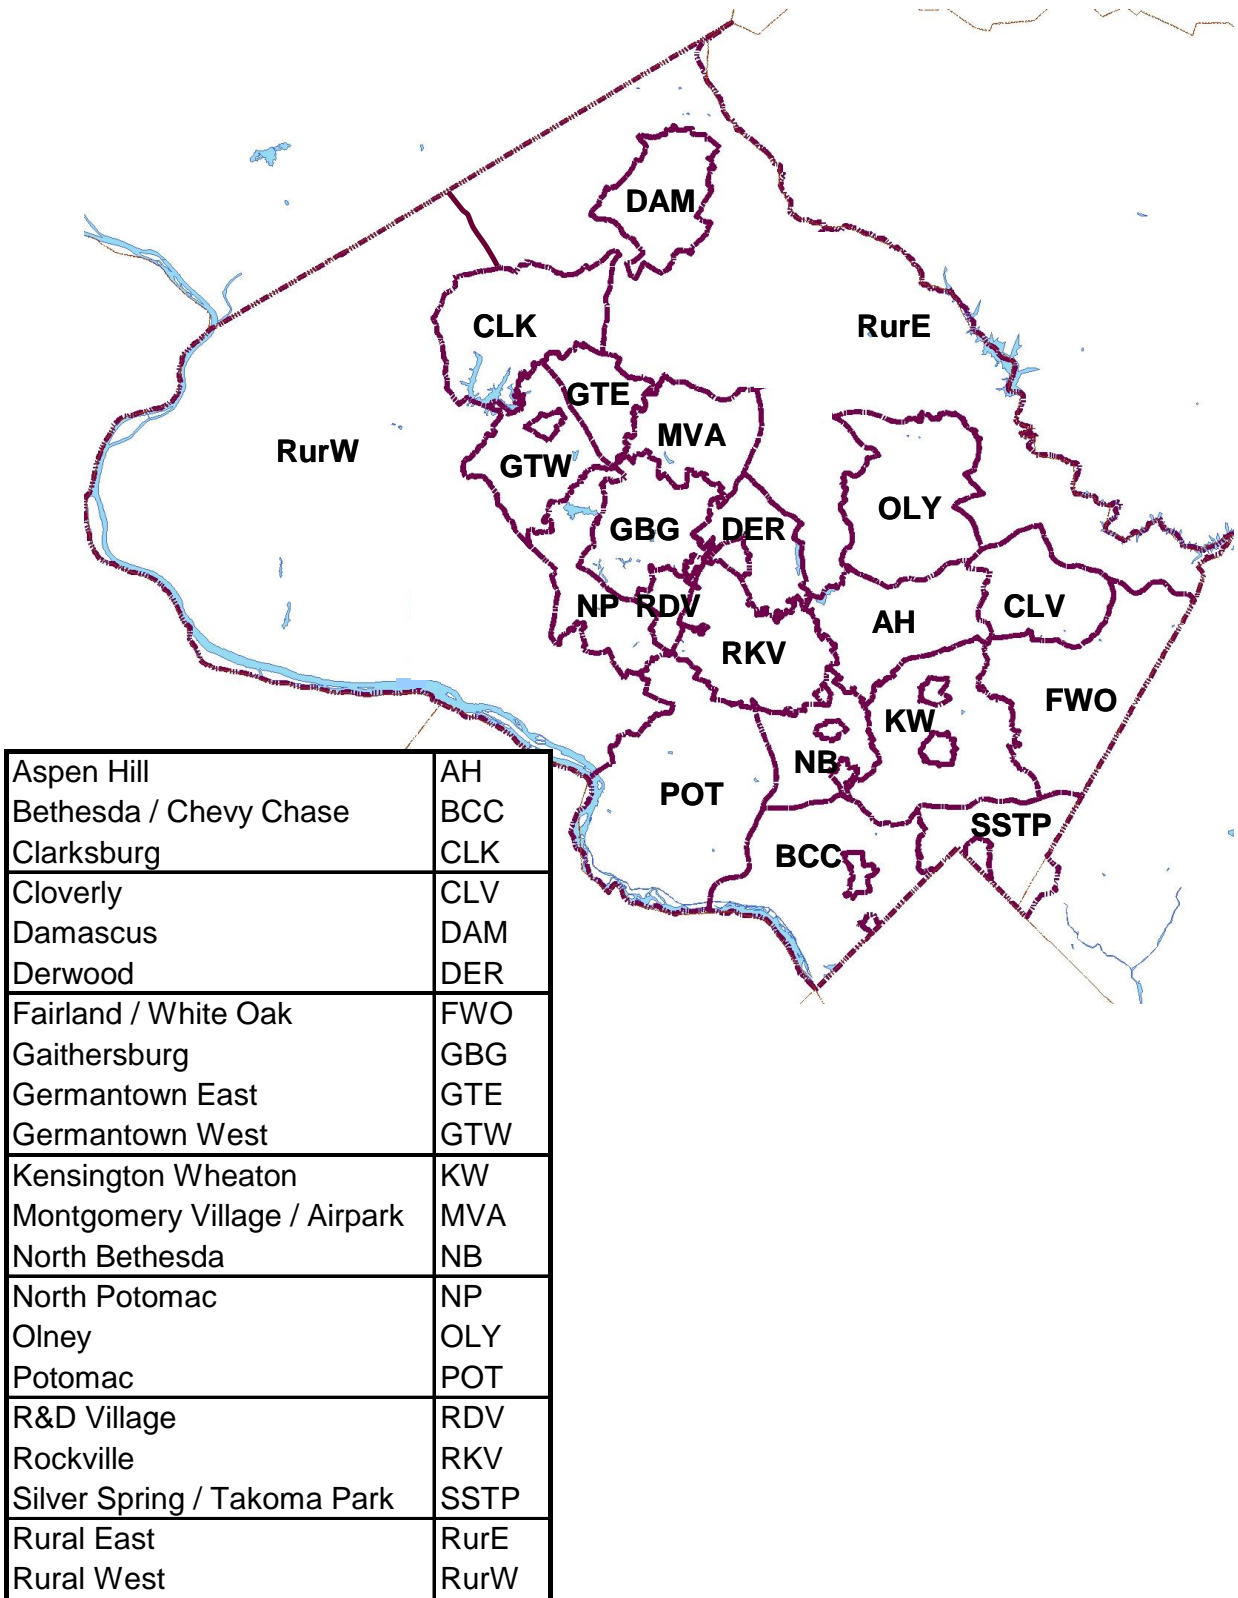 DAM
CLK
RurE
GTE
MVA
RurW
GTW
OLY
GBG
DER
NP
RDV
CLV
AH
RKV
FWO
KW
NB
POT
SSTP
BCC
Aspen Hill AH
Bethesda / Chevy Chase BCC
Clarksburg CLK
Cloverly CLV
Damascus DAM
Derwood DER
Fairland / White Oak FWO
Gaithersburg GBG
Germantown East GTE
Germantown West GTW
Kensington Wheaton KW
Montgomery Village / Airpark MVA
North Bethesda NB
North Potomac NP
Olney OLY
Potomac POT
R&D Village RDV
Rockville RKV
Silver Spring / Takoma Park SSTP
Rural East RurE
Rural West RurW